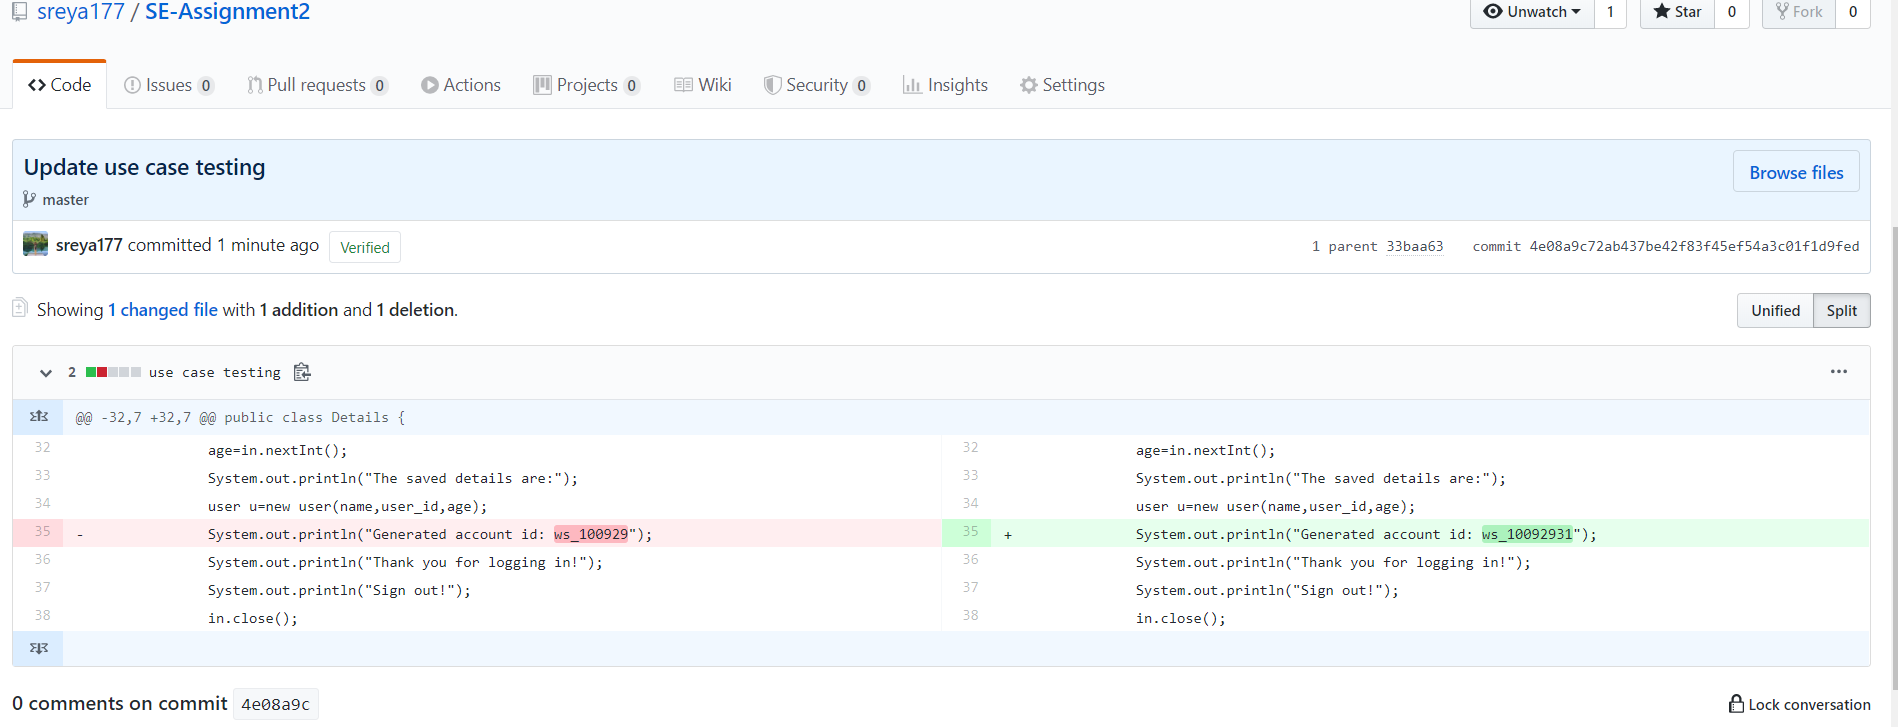 sreya177 / SE-Assignment2
Unwatch 1 Star 0 Fork 0
Code Issues 0 Pull requests 0 Actions Projects 0 Wiki Security 0 Insights Settings
Update use case testing
Browse files
master
sreya177 committed 1 minute ago Verified 1 parent 33baa63 commit 4e08a9c72ab437be42f83f45ef54a3c01f1d9fed
Showing 1 changed file with 1 addition and 1 deletion. Unified Split
2 use case testing
@@ -32,7 +32,7 @@ public class Details {
32 age=in.nextInt(); 32 age=in.nextInt();
33 System.out.println("The saved details are:"); 33 System.out.println("The saved details are:");
34 user u=new user(name,user_id,age); 34 user u=new user(name,user_id,age);
35 - System.out.println("Generated account id: ws_100929"); 35 + System.out.println("Generated account id: ws_10092931");
36 System.out.println("Thank you for logging in!"); 36 System.out.println("Thank you for logging in!");
37 System.out.println("Sign out!"); 37 System.out.println("Sign out!");
38 in.close(); 38 in.close();
0 comments on commit 4e08a9c Lock conversation